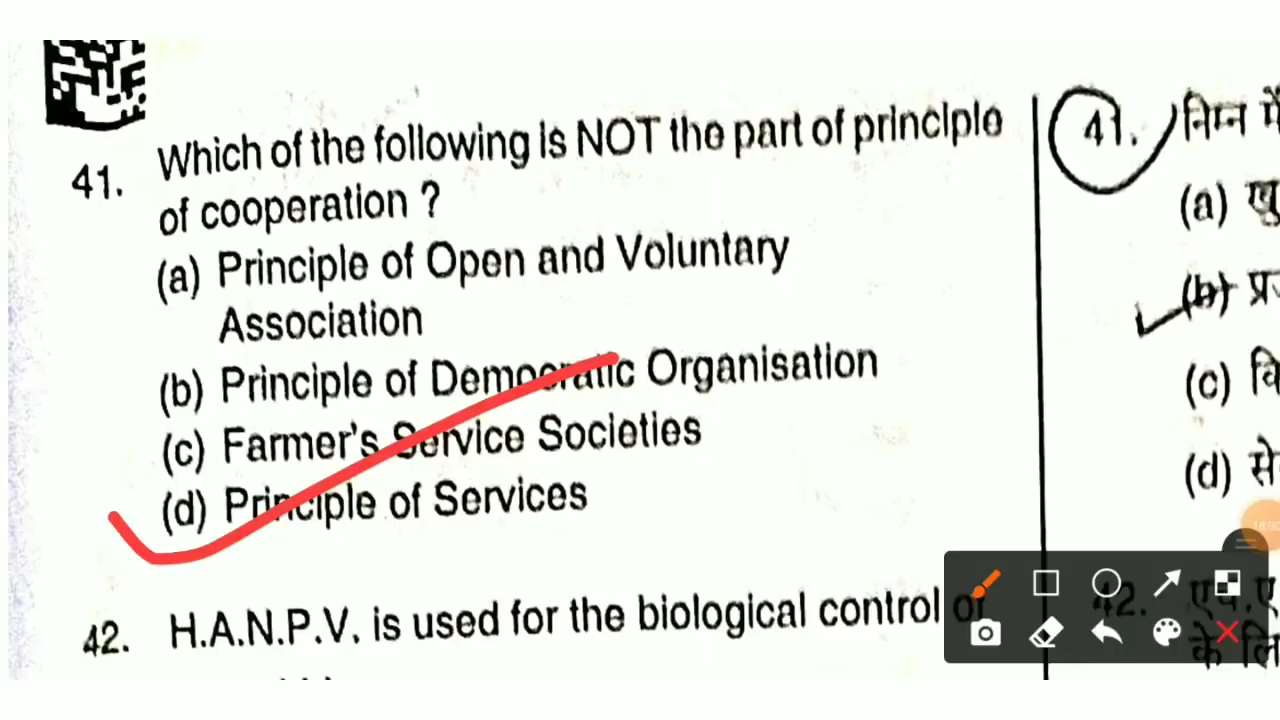 41. Which of the following is NOT the part of principle
of cooperation ?
(a) Principle of Open and Voluntary
Association
(b) Principle of Democratic Organisation
(c) Farmer's Service Societies
(d) Principle of Services
42. H.A.N.P.V. is used for the biological control of
41. निम्न में
(a)
(b)
(c)
(d)
42.
के